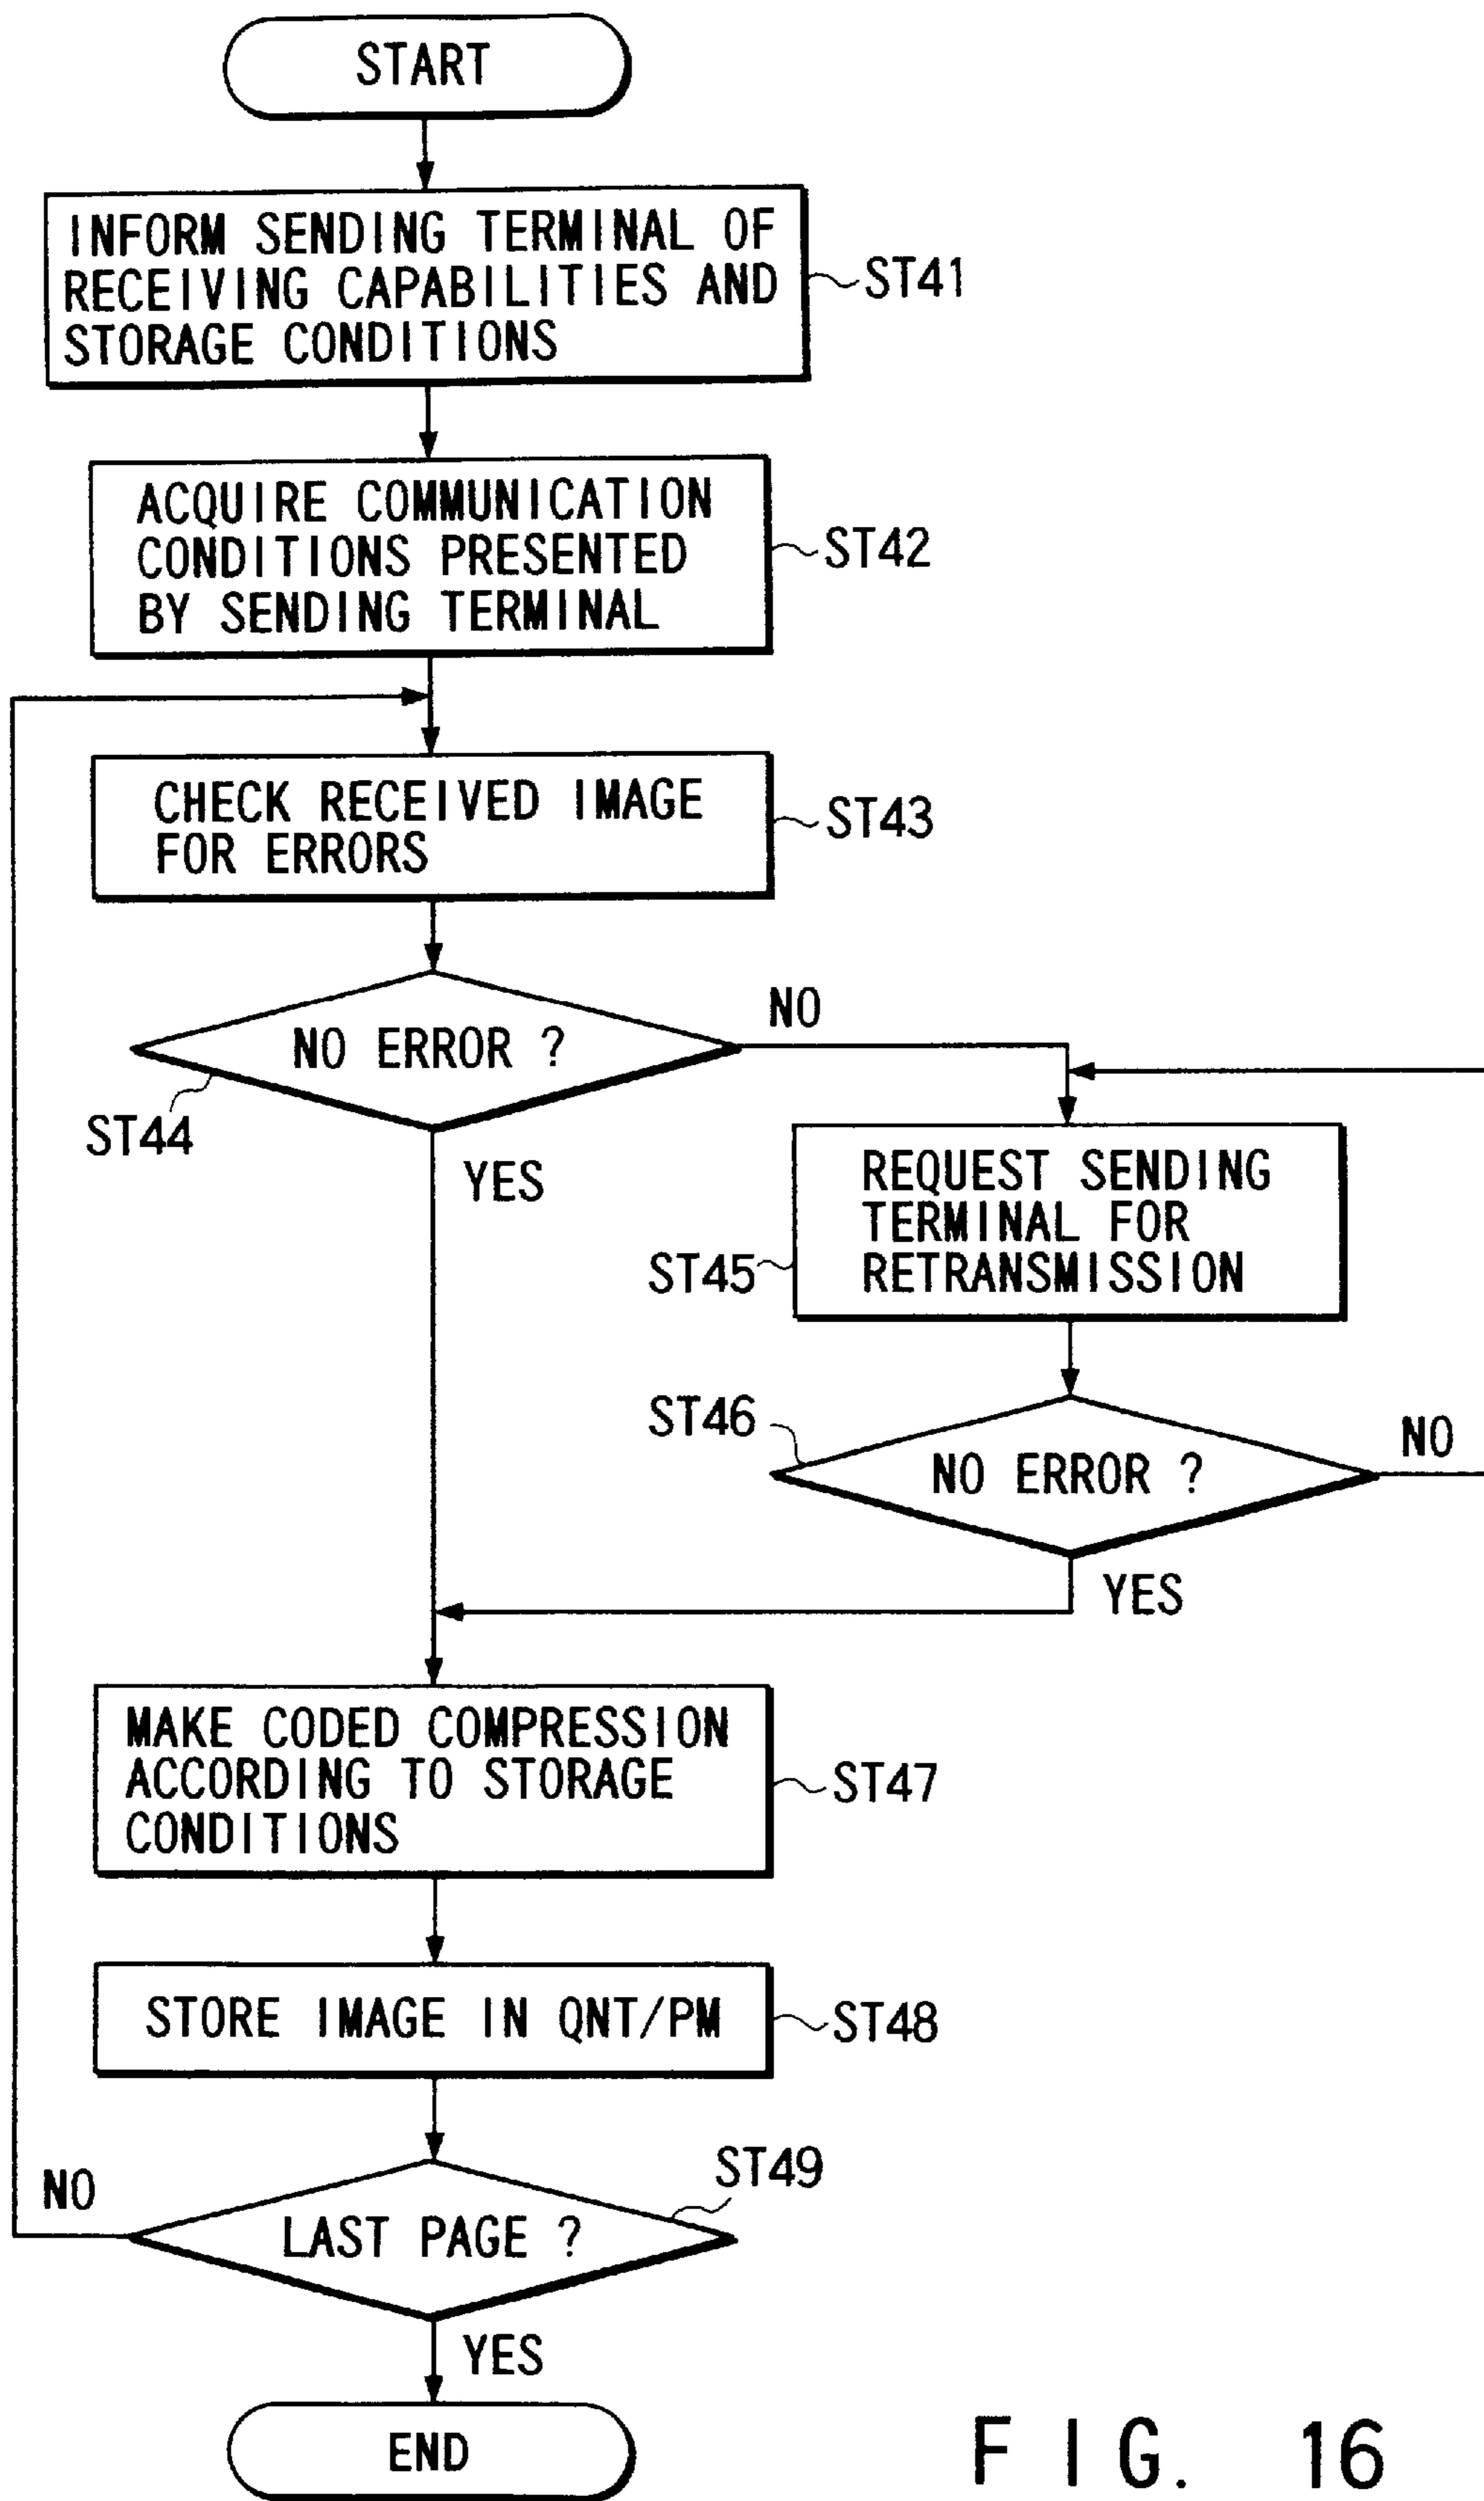 START
INFORM SENDING TERMINAL OF
RECEIVING CAPABILITIES AND
STORAGE CONDITIONS
ST41
ACQUIRE COMMUNICATION
CONDITIONS PRESENTED
BY SENDING TERMINAL
ST42
CHECK RECEIVED IMAGE
FOR ERRORS
ST43
NO ERROR ?
NO
ST44
YES
REQUEST SENDING
TERMINAL FOR
RETRANSMISSION
ST45
ST46
NO ERROR ?
NO
YES
MAKE CODED COMPRESSION
ACCORDING TO STORAGE
CONDITIONS
ST47
STORE IMAGE IN QNT/PM
ST48
ST49
NO
LAST PAGE ?
YES
END
FIG. 16